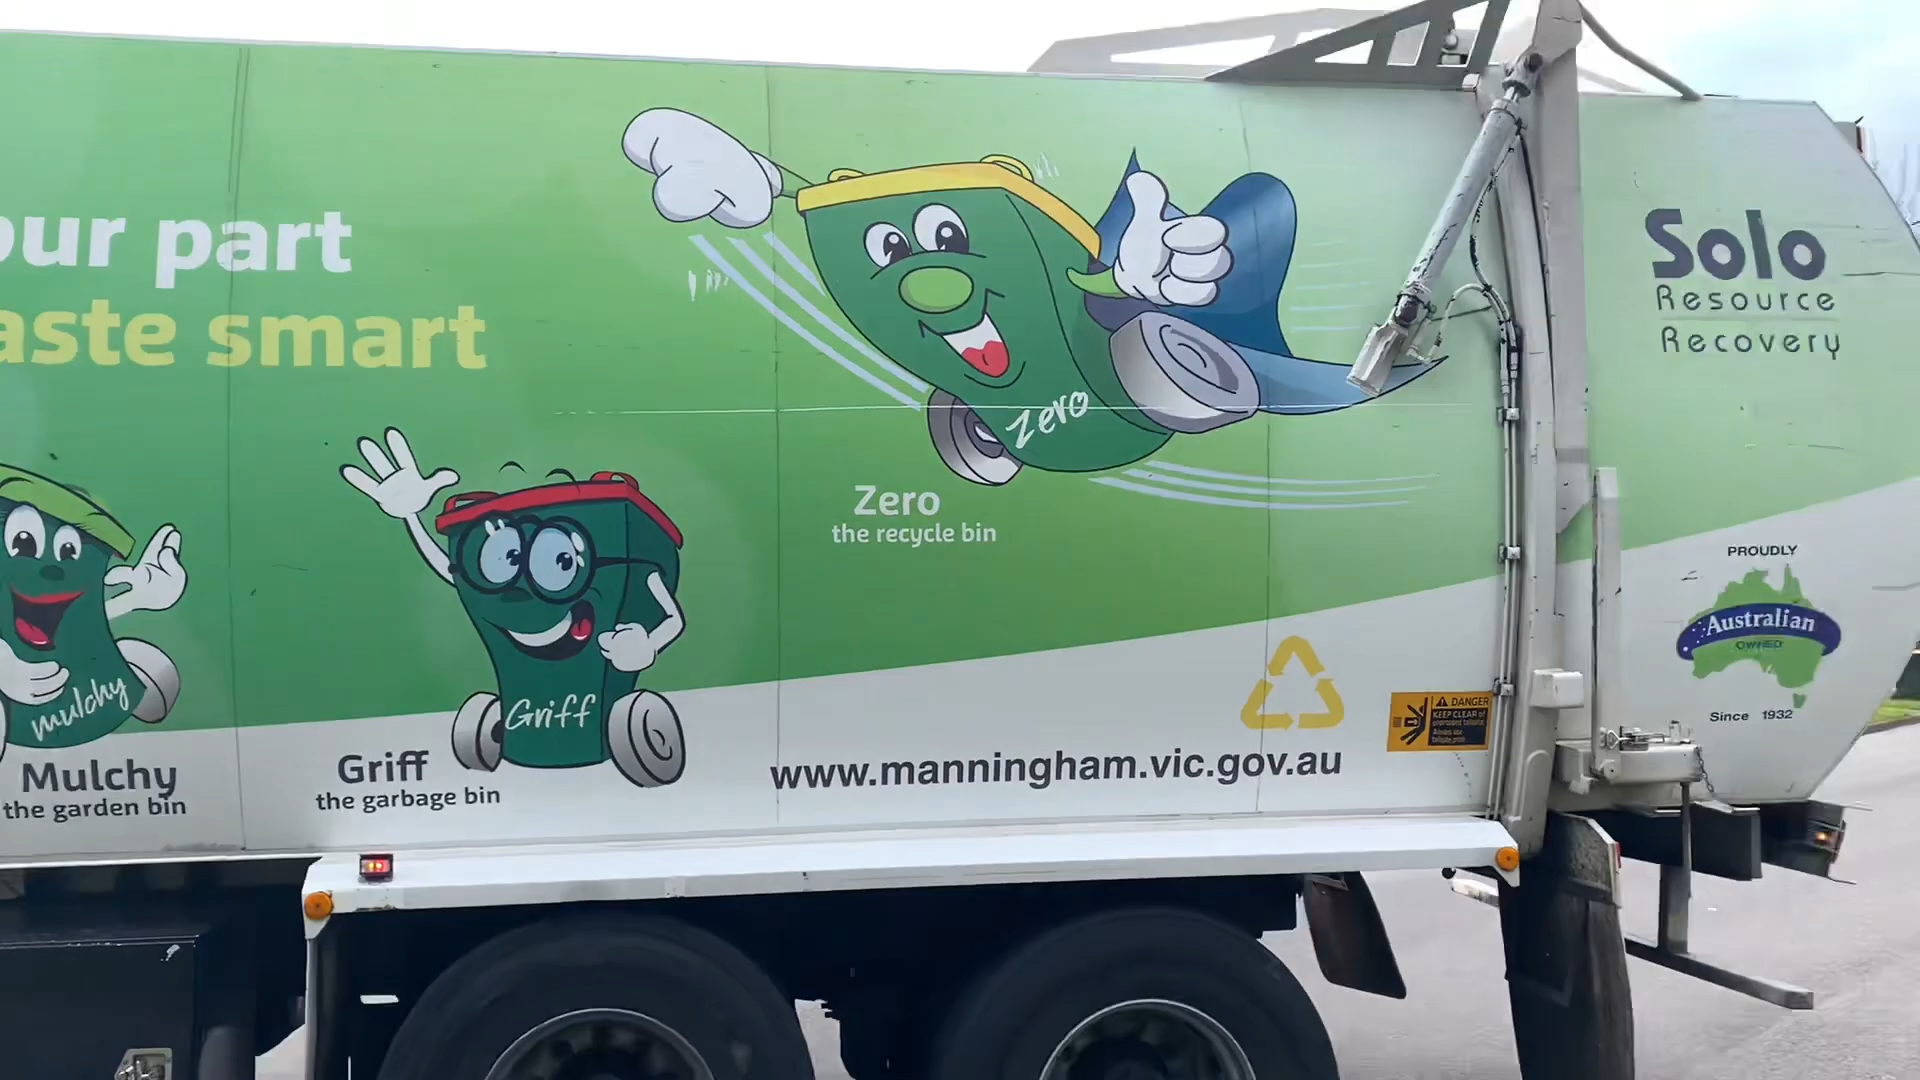 our part
aste smart
Zero
Zero
the recycle bin
mulchy
Mulchy
the garden bin
Griff
Griff
the garbage bin
www.manningham.vic.gov.au
DANGER
KEEP CLEAR of
Solo
Resource
Recovery
PROUDLY
Australian
OWNED
Since 1932